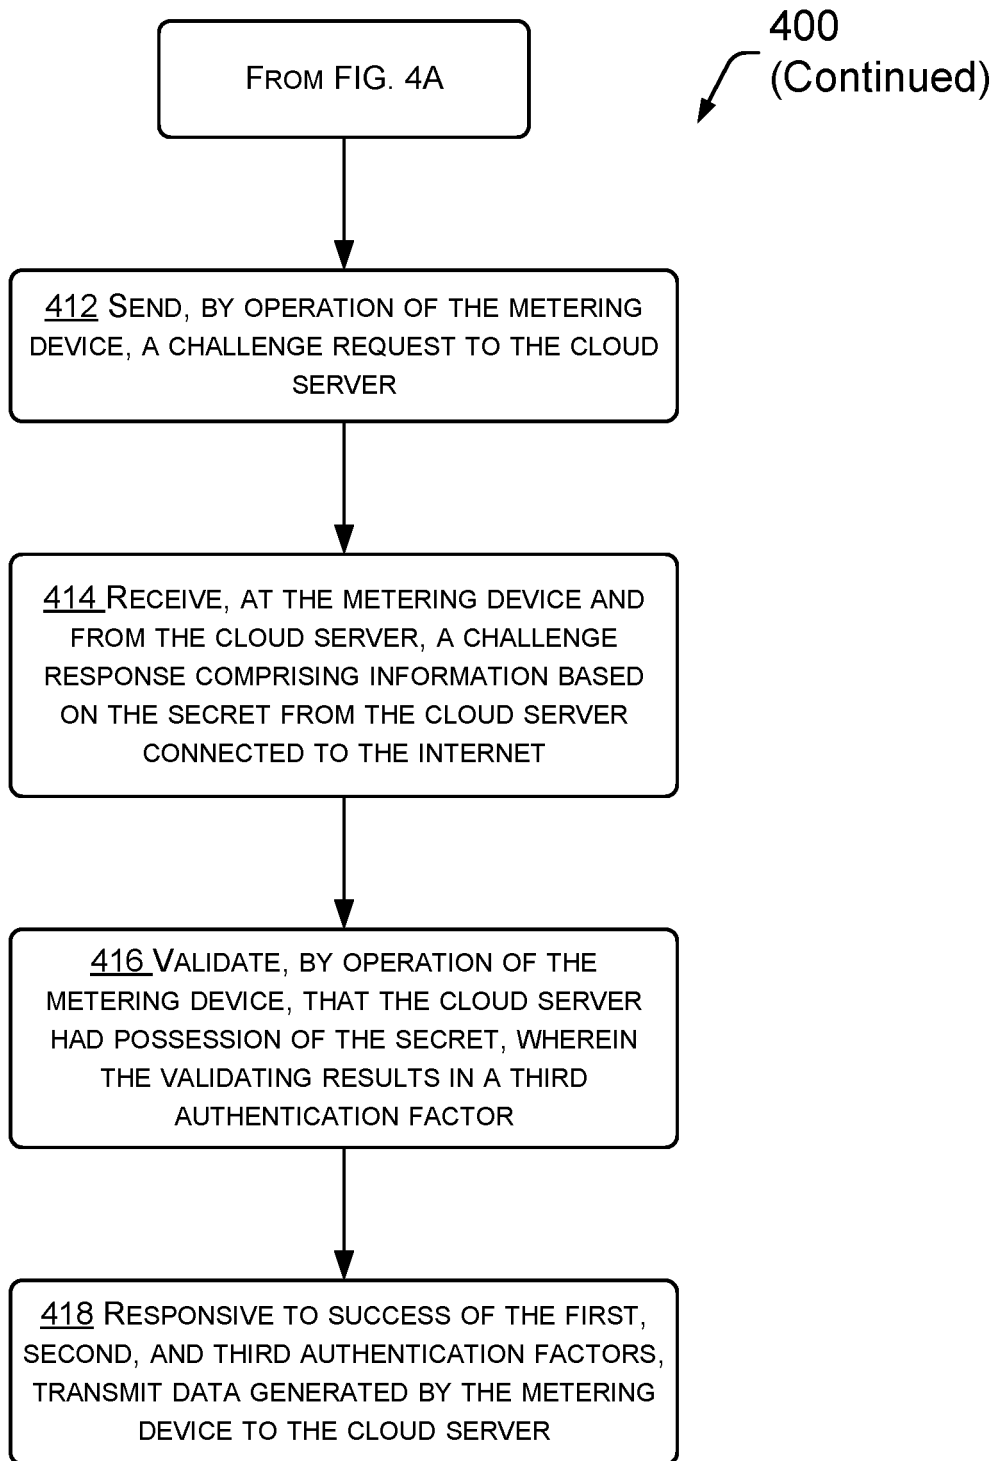 400
(Continued)
FROM FIG. 4A
412 SEND, BY OPERATION OF THE METERING
DEVICE, A CHALLENGE REQUEST TO THE CLOUD
SERVER
414 RECEIVE, AT THE METERING DEVICE AND
FROM THE CLOUD SERVER, A CHALLENGE
RESPONSE COMPRISING INFORMATION BASED
ON THE SECRET FROM THE CLOUD SERVER
CONNECTED TO THE INTERNET
416 VALIDATE, BY OPERATION OF THE
METERING DEVICE, THAT THE CLOUD SERVER
HAD POSSESSION OF THE SECRET, WHEREIN
THE VALIDATING RESULTS IN A THIRD
AUTHENTICATION FACTOR
418 RESPONSIVE TO SUCCESS OF THE FIRST,
SECOND, AND THIRD AUTHENTICATION FACTORS,
TRANSMIT DATA GENERATED BY THE METERING
DEVICE TO THE CLOUD SERVER